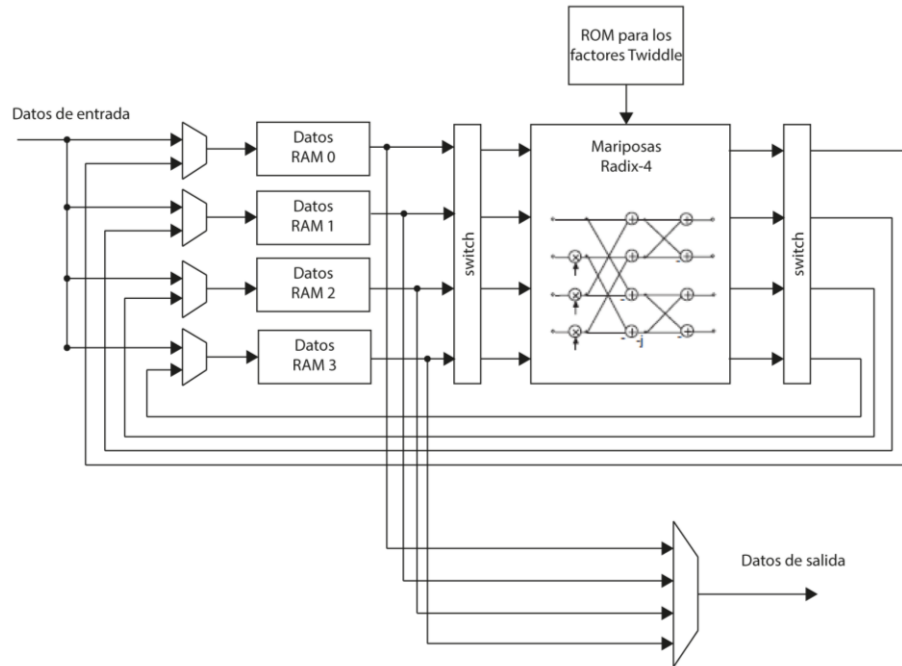 ROM para los
factores Twiddle
Datos de entrada
Datos
RAM 0
Datos
RAM 1
Datos
RAM 2
Datos
RAM 3
switch
Mariposas
Radix-4
-j
switch
Datos de salida